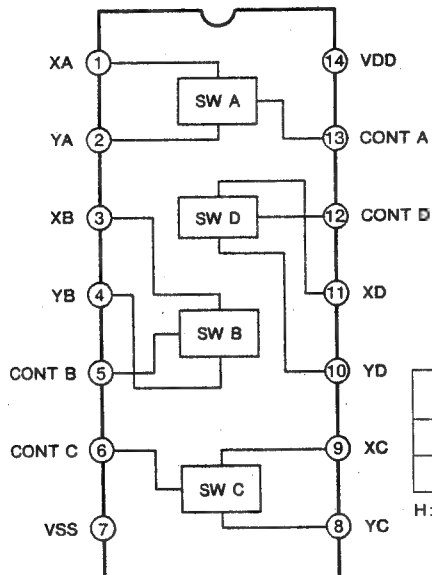 XA 1 14 VDD
SW A
YA 2 13 CONT A
XB 3 SW D 12 CONT D
YB 4 11 XD
SW B
CONT B 5 10 YD
CONT C 6 9 XC
SW C
VSS 7 8 YC
H: